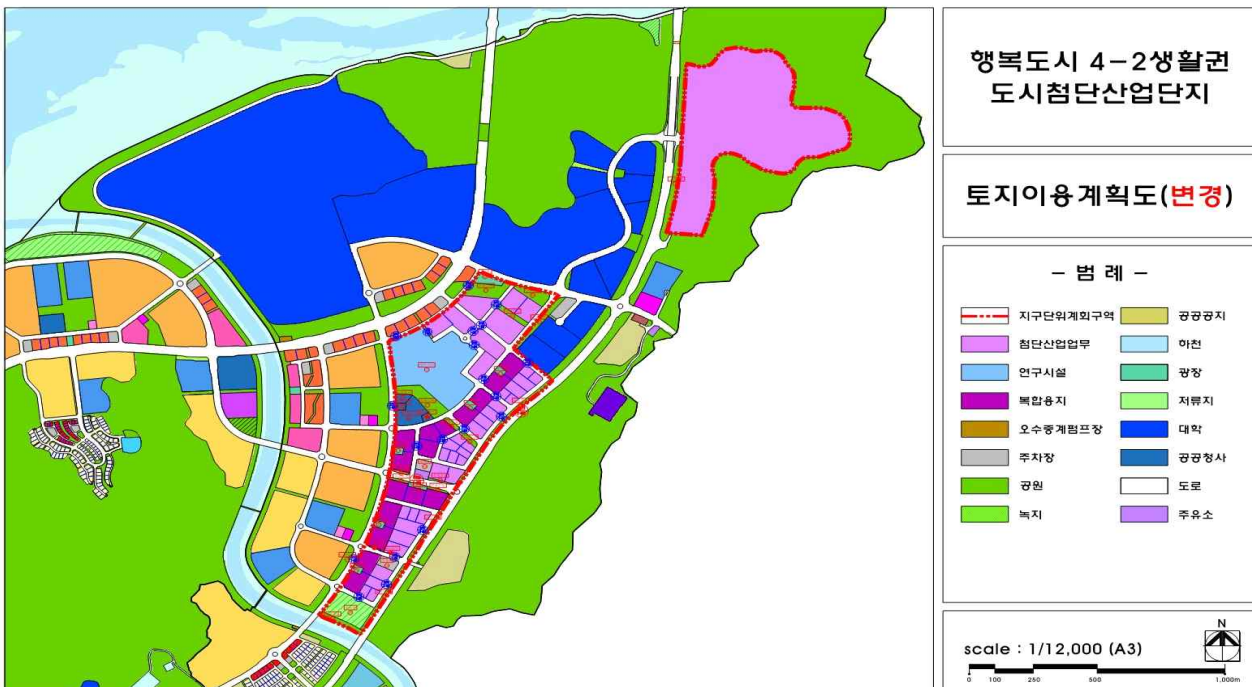 행복도시 4-2생활권
도시첨단산업단지
토지이용계획도(변경)
- 범 례 -
지구단위계획구역
공공공지
첨단산업업무
하천
연구시설
광장
복합용지
저류지
오수중계펌프장
대학
주차장
공공청사
공원
도로
녹지
주유소
scale : 1/12,000 (A3)
N
0 100 250 500 1,000m